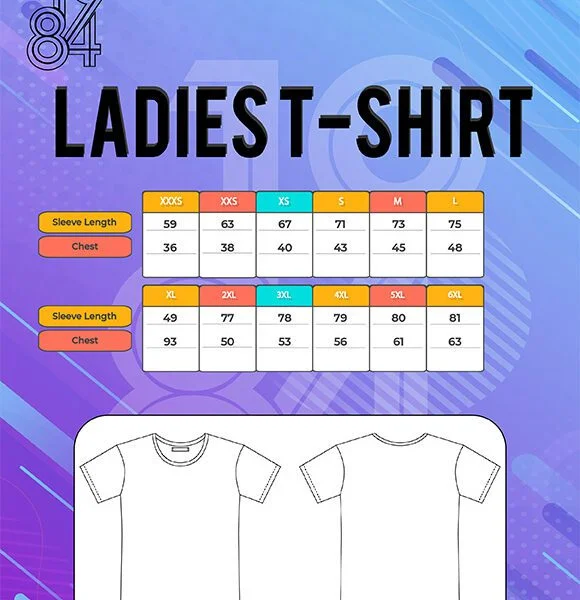 1984
LADIES T-SHIRT
XXXS XXS XS S M L
Sleeve Length 59 63 67 71 73 75
Chest 36 38 40 43 45 48
XL 2XL 3XL 4XL 5XL 6XL
Sleeve Length 49 77 78 79 80 81
Chest 93 50 53 56 61 63